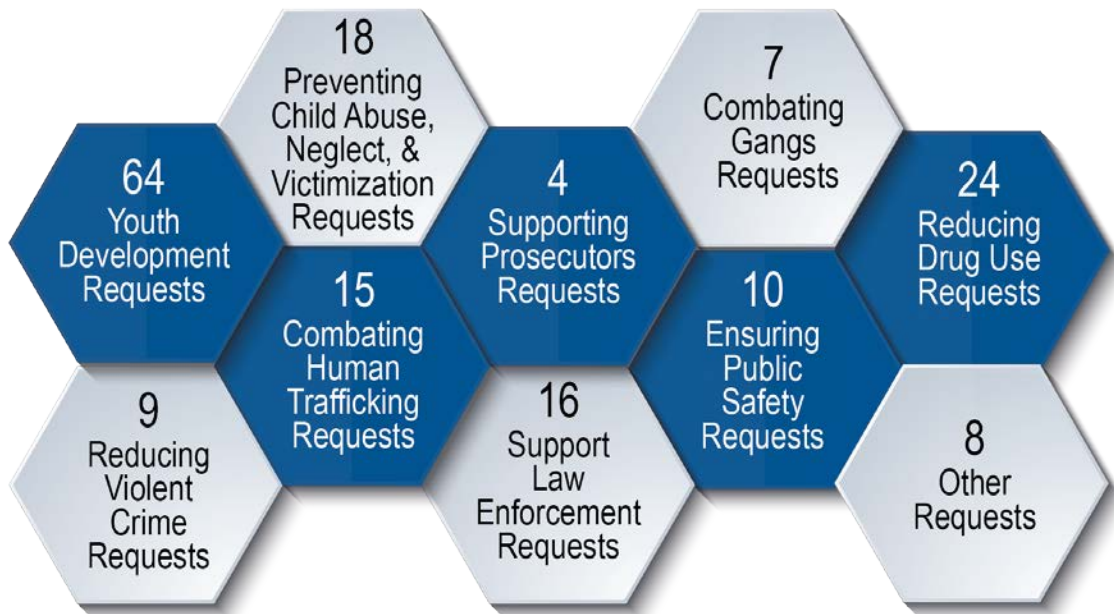 18
Preventing
Child Abuse,
Neglect, &
Victimization
Requests
7
Combating
Gangs
Requests
64
Youth
Development
Requests
4
Supporting
Prosecutors
Requests
24
Reducing
Drug Use
Requests
15
Combating
Human
Trafficking
Requests
10
Ensuring
Public
Safety
Requests
9
Reducing
Violent
Crime
Requests
16
Support
Law
Enforcement
Requests
8
Other
Requests